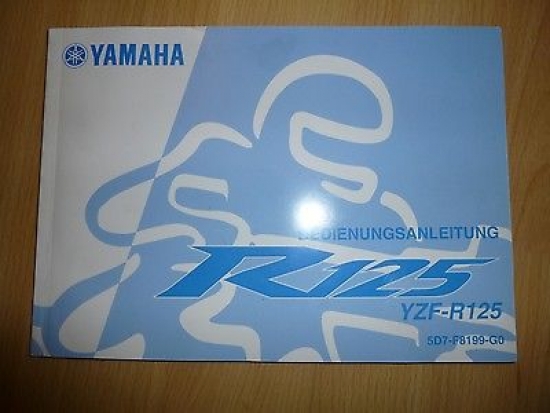 YAMAHA
BEDIENUNGSANLEITUNG
R125
YZF-R125
5D7-F8199-G0